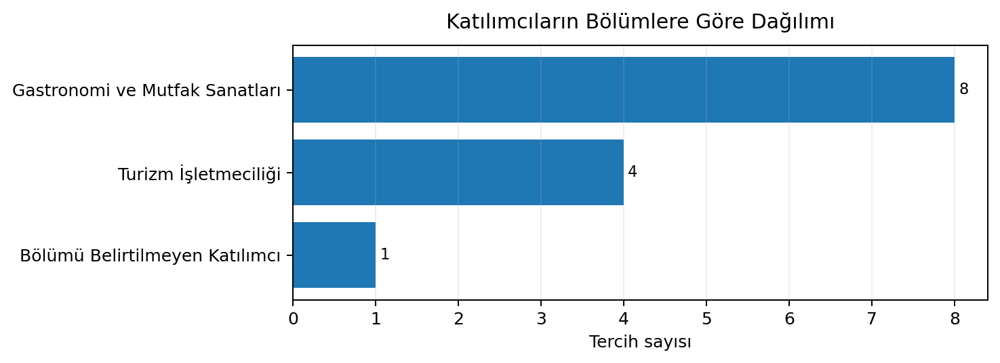 Katılımcıların Bölümlere Göre Dağılımı
Gastronomi ve Mutfak Sanatları
8
Turizm İşletmeciliği
4
Bölümü Belirtilmeyen Katılımcı
1
0 1 2 3 4 5 6 7 8
Tercih sayısı